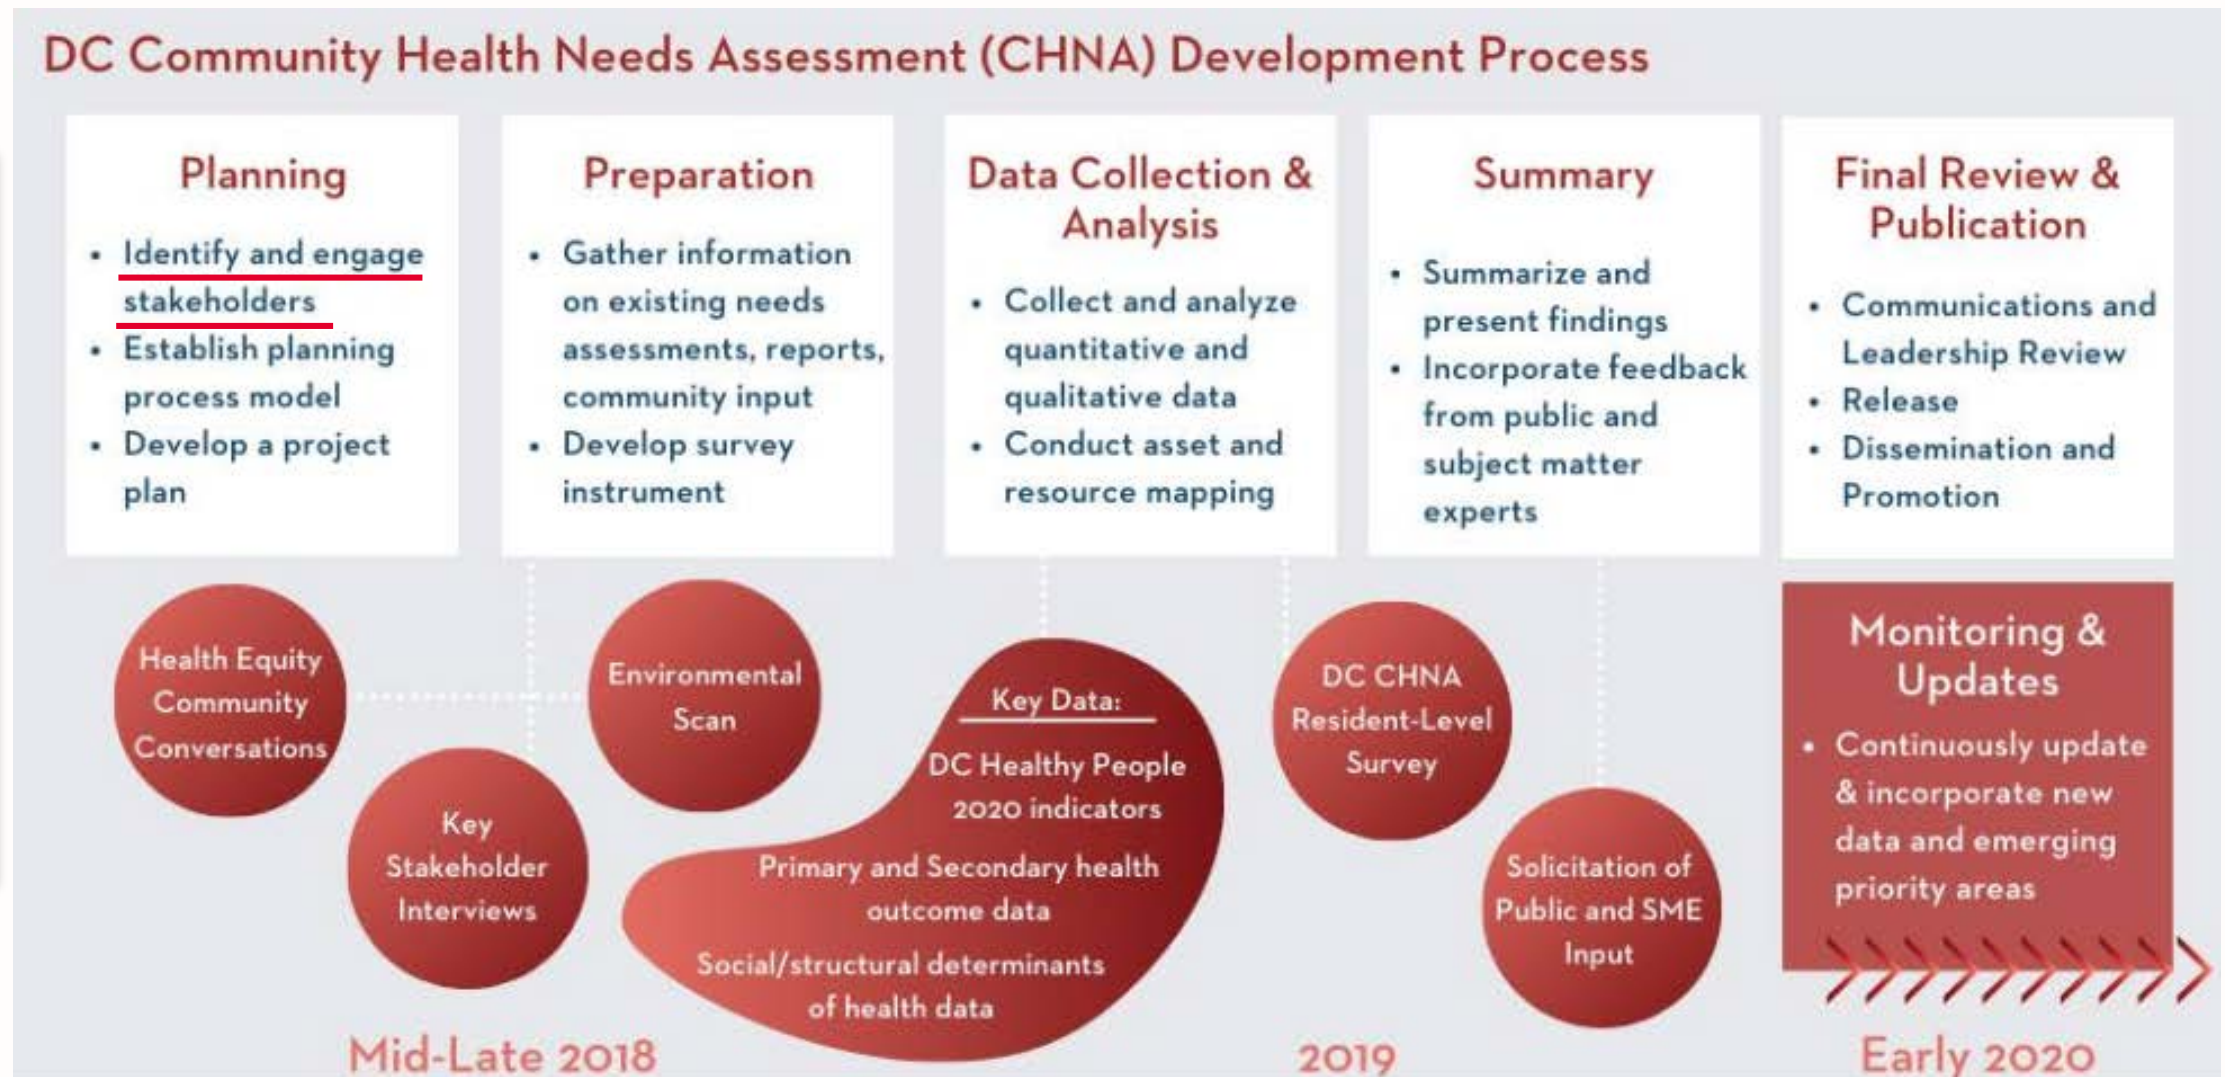 DC Community Health Needs Assessment (CHNA) Development Process
Planning
• Identify and engage
stakeholders
• Establish planning
process model
• Develop a project
plan
Preparation
• Gather information
on existing needs
assessments, reports,
community input
• Develop survey
instrument
Data Collection &
Analysis
• Collect and analyze
quantitative and
qualitative data
• Conduct asset and
resource mapping
Summary
• Summarize and
present findings
• Incorporate feedback
from public and
subject matter
experts
Final Review &
Publication
• Communications and
Leadership Review
• Release
• Dissemination and
Promotion
Health Equity
Community
Conversations
Key
Stakeholder
Interviews
Environmental
Scan
Key Data:
DC Healthy People
2020 indicators
Primary and Secondary health
outcome data
Social/structural determinants
of health data
DC CHNA
Resident-Level
Survey
Solicitation of
Public and SME
Input
Monitoring &
Updates
• Continuously update
& incorporate new
data and emerging
priority areas
Mid-Late 2018
2019
Early 2020